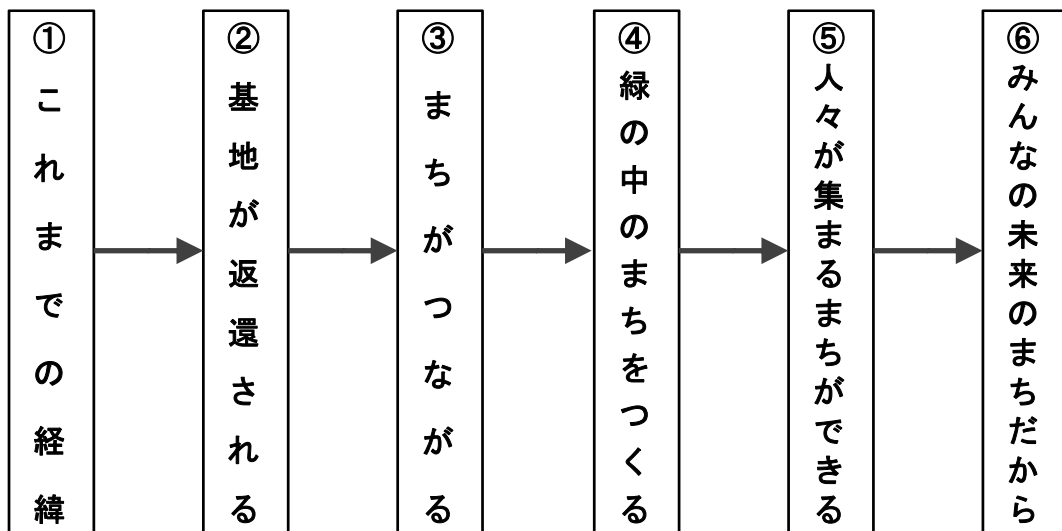 ①これまでの経緯
②基地が返還される
③まちがつながる
④緑の中のまちをつくる
⑤人々が集まるまちができる
⑥みんなの未来のまちだから